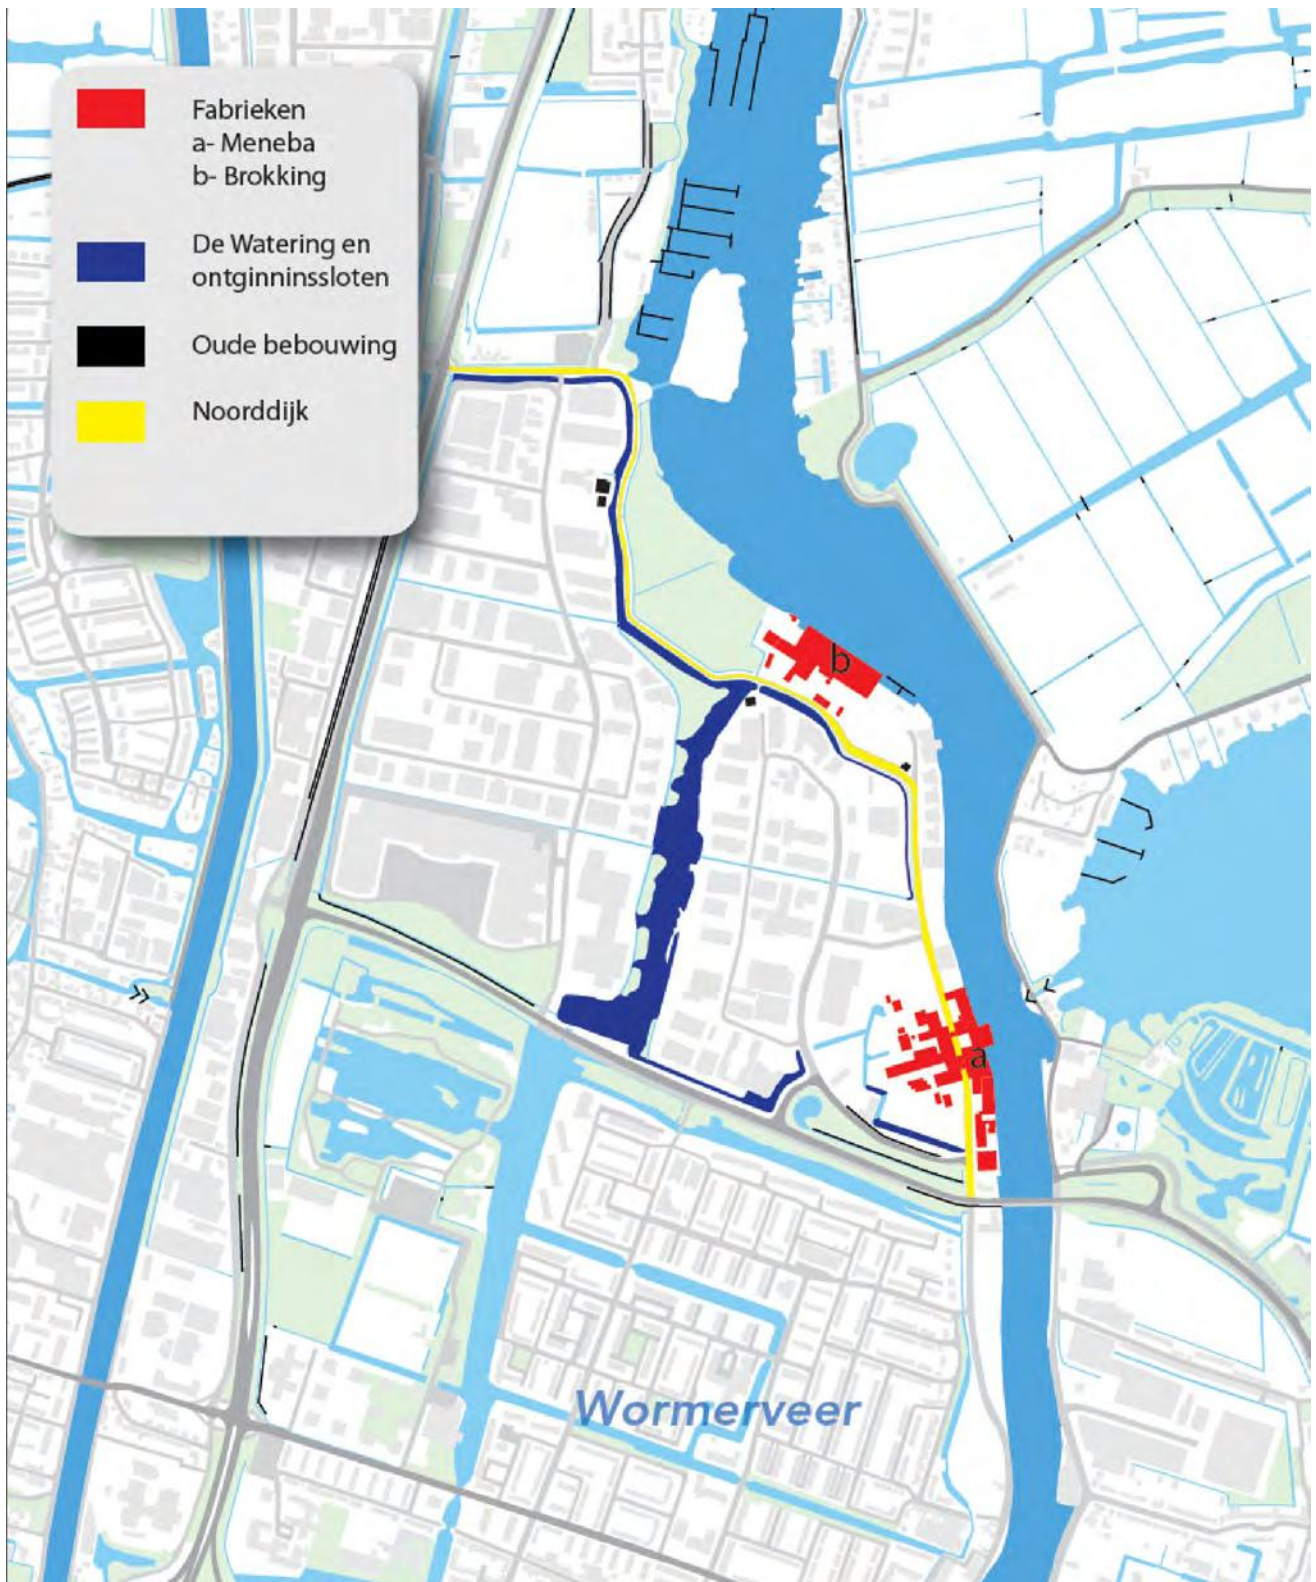 Fabrieken
a- Meneba
b- Brokking
De Watering en
ontginninssloten
Oude bebouwing
Noorddijk
b
a
Wormerveer